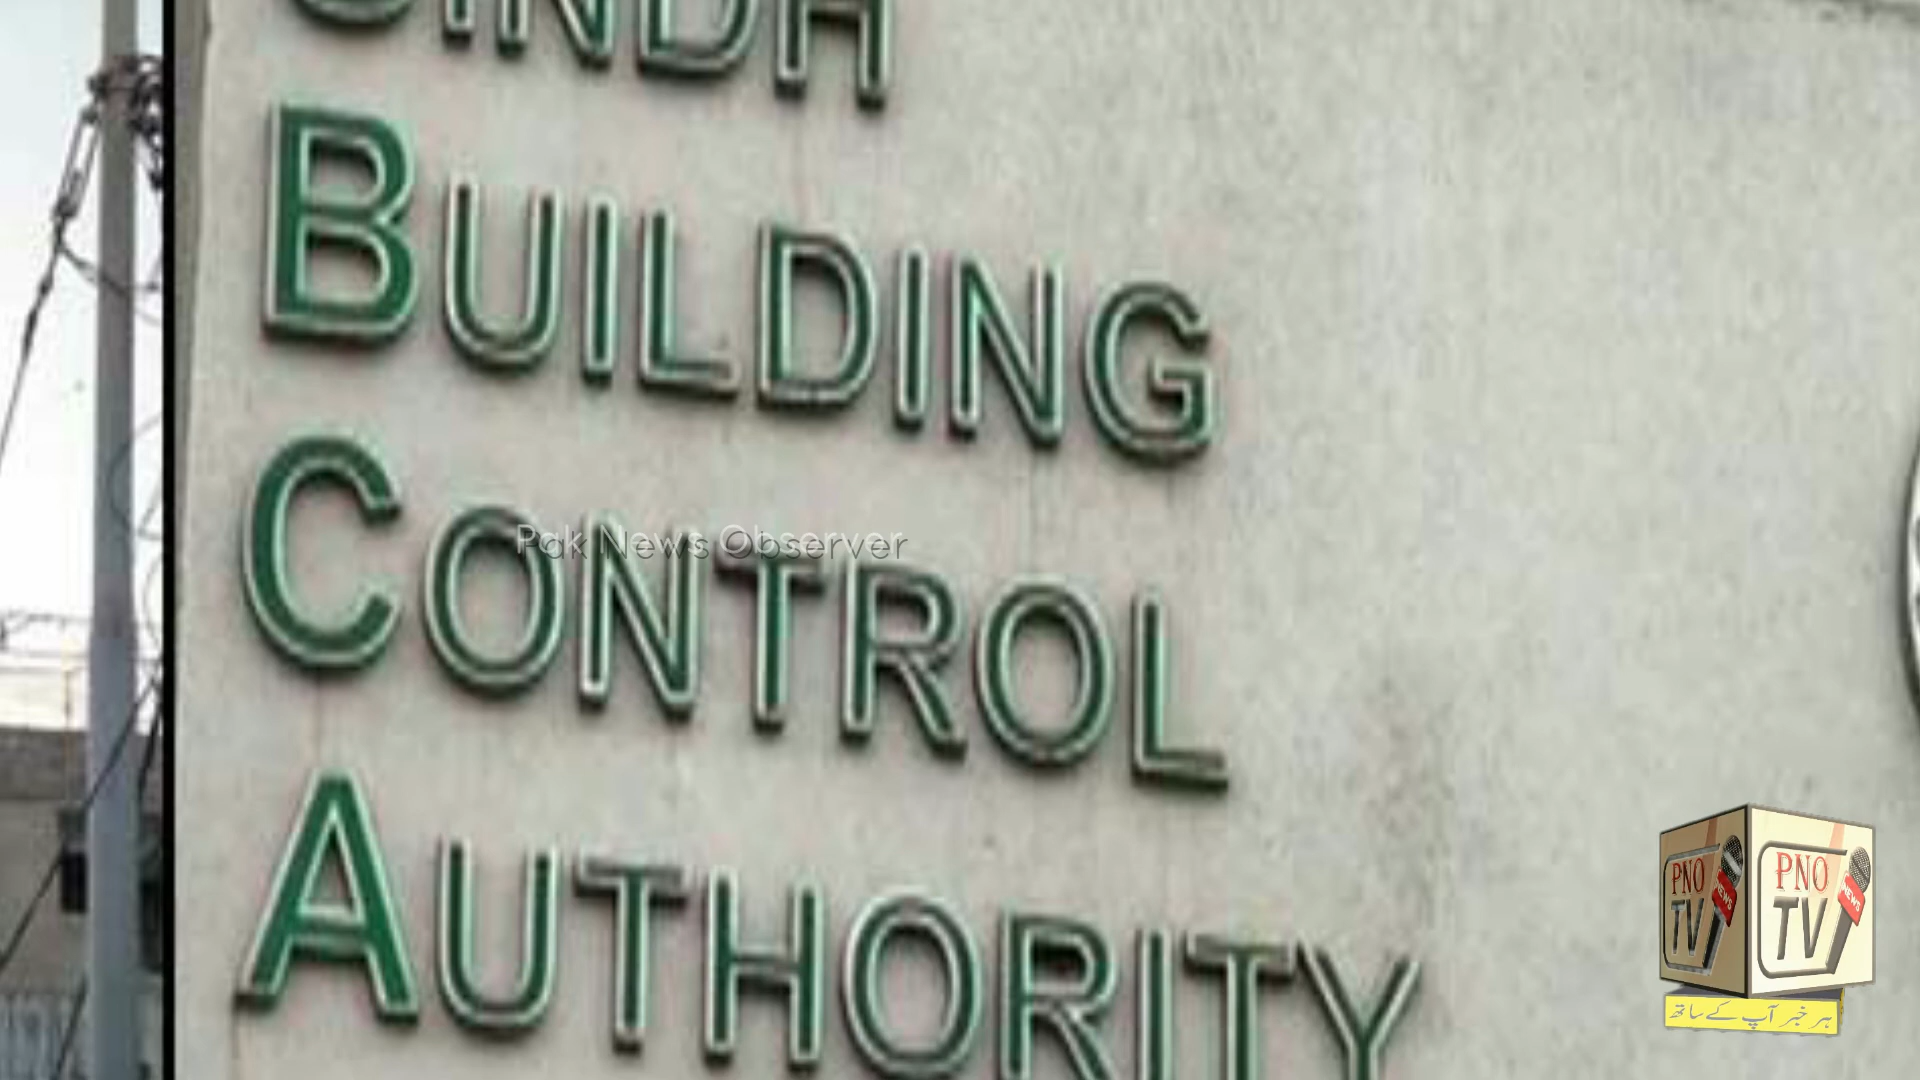 SINDH
BUILDING
CONTROL
Pak News Observer
AUTHORITY
PNO
TV
NEWS
PNO
TV
NEWS
ہر خبر آپ کے ساتھ